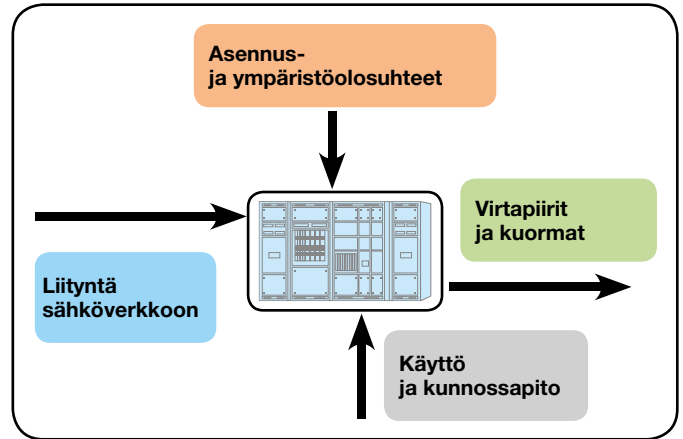 Asennus-
ja ympäristöolosuhteet
Virtapiirit
ja kuormat
Liityntä
sähköverkkoon
Käyttö
ja kunnossapito